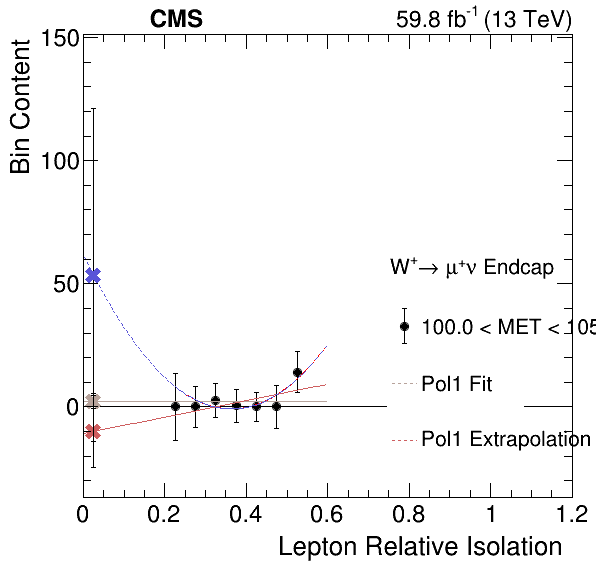 CMS 59.8 fb⁻¹ (13 TeV)
Bin Content
150
100
50
0
W⁺→ μ⁺ν Endcap
100.0 < MET < 105
Pol1 Fit
Pol1 Extrapolation
0 0.2 0.4 0.6 0.8 1 1.2
Lepton Relative Isolation